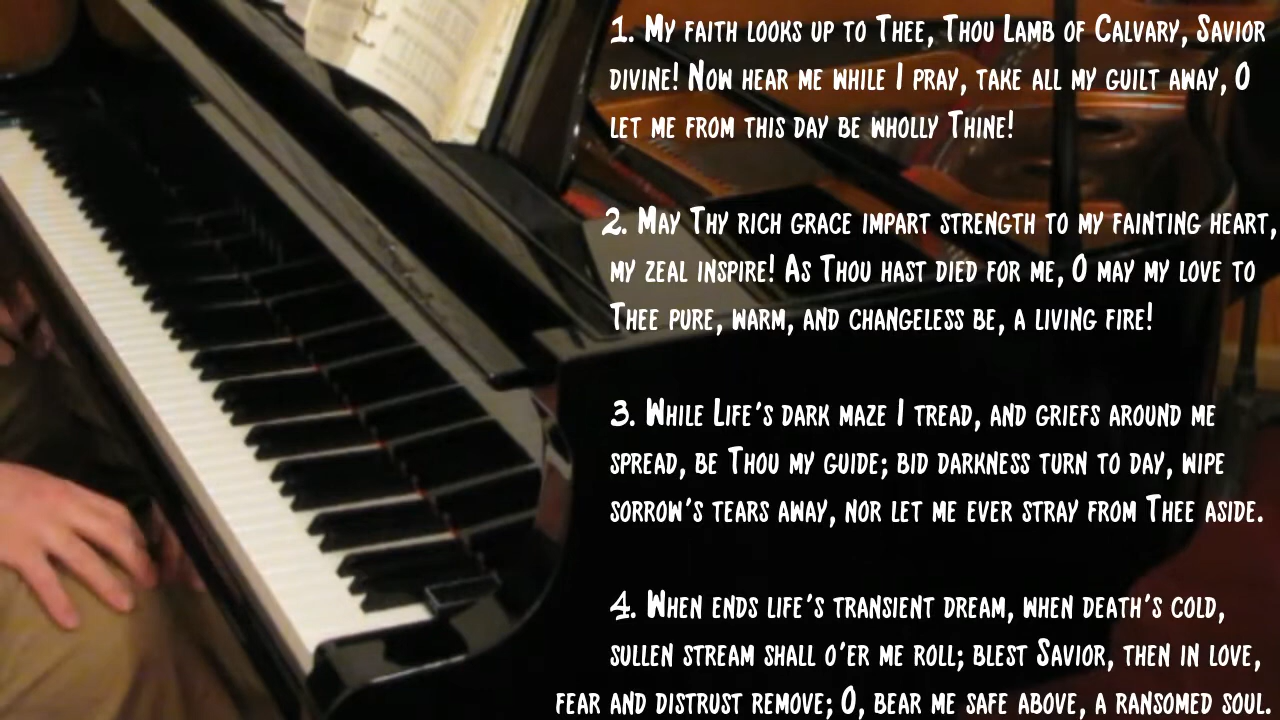 1. My faith looks up to Thee, Thou Lamb of Calvary, Savior
divine! Now hear me while I pray, take all my guilt away, O
let me from this day be wholly Thine!
2. May Thy rich grace impart strength to my fainting heart,
my zeal inspire! As Thou hast died for me, O may my love to
Thee pure, warm, and changeless be, a living fire!
3. While Life's dark maze I tread, and griefs around me
spread, be Thou my guide; bid darkness turn to day, wipe
sorrow's tears away, nor let me ever stray from Thee aside.
4. When ends life's transient dream, when death's cold,
sullen stream shall o'er me roll; blest Savior, then in love,
fear and distrust remove; O, bear me safe above, a ransomed soul.